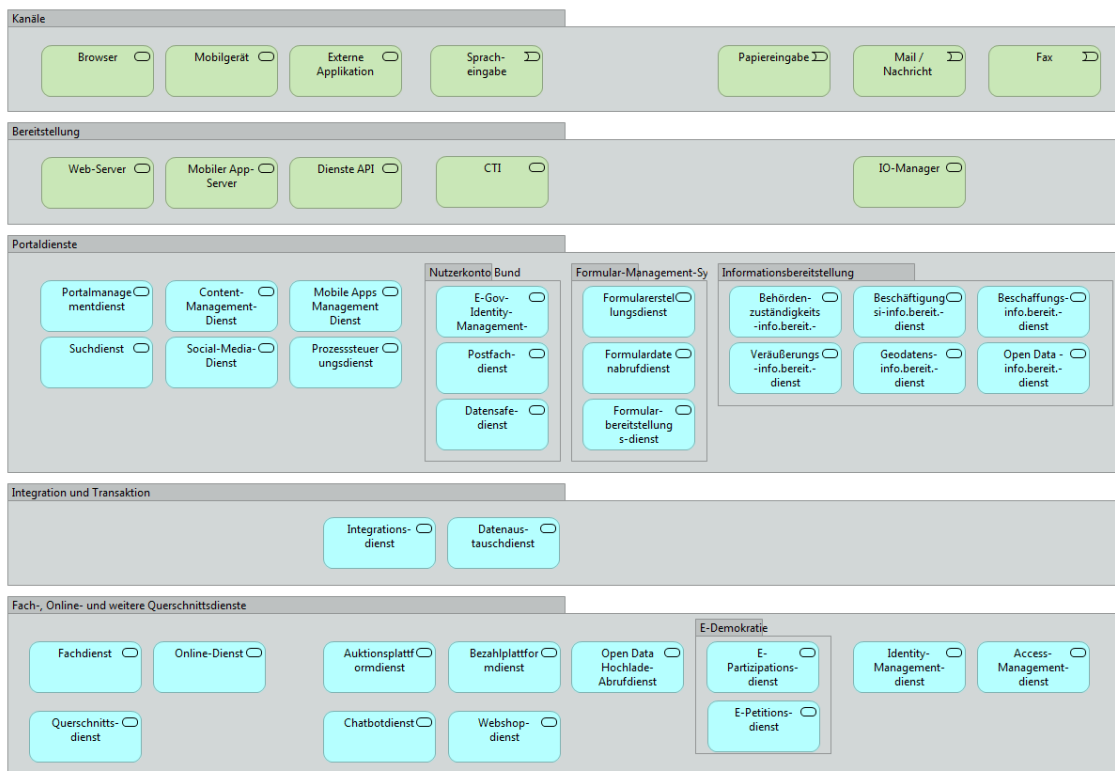 Kanäle
Browser
Mobilgerät
Externe
Applikation
Sprach-
eingabe
Papiereingabe
Mail /
Nachricht
Fax
Bereitstellung
Web-Server
Mobiler App-
Server
Dienste API
CTI
IO-Manager
Portaldienste
Nutzerkonto Bund
Formular-Management-Sy
Informationsbereitstellung
Portalmanage
mentdienst
Content-
Management-
Dienst
Mobile Apps
Management
Dienst
E-Gov-
Identity-
Management-
Formularerstel
lungsdienst
Behörden-
zuständigkeits
-info.bereit.-
Beschäftigung
si-info.bereit.-
dienst
Beschaffungs-
info.bereit.-
dienst
Suchdienst
Social-Media-
Dienst
Prozesssteuer
ungsdienst
Postfach-
dienst
Formulardate
nabrufdienst
Veräußerungs
-info.bereit.-
dienst
Geodatens-
info.bereit.-
dienst
Open Data -
info.bereit.-
dienst
Datensafe-
dienst
Formular-
bereitstellung
s-dienst
Integration und Transaktion
Integrations-
dienst
Datenaus-
tauschdienst
Fach-, Online- und weitere Querschnittsdienste
E-Demokratie
Fachdienst
Online-Dienst
Auktionsplattf
ormdienst
Bezahlplattfor
mdienst
Open Data
Hochlade-
Abrufdienst
E-
Partizipations-
dienst
Identity-
Management-
dienst
Access-
Management-
dienst
Querschnitts-
dienst
Chatbotdienst
Webshop-
dienst
E-Petitions-
dienst